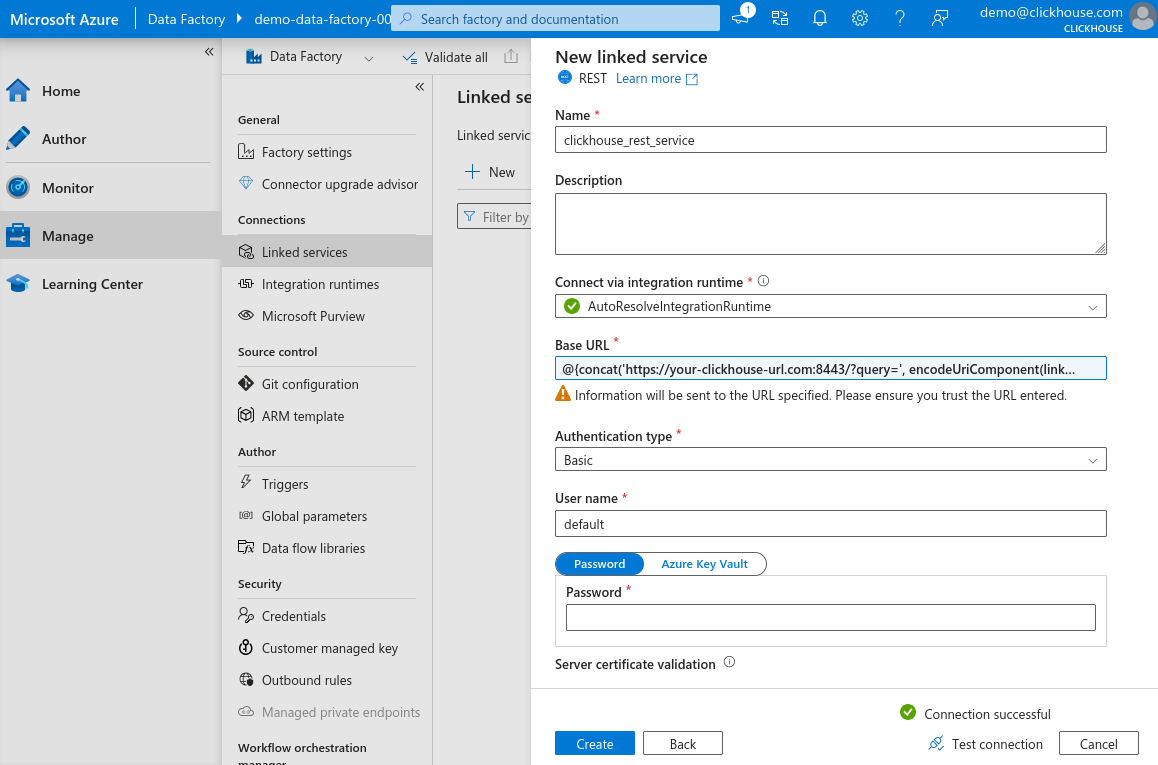 Microsoft Azure
Data Factory
demo-data-factory-00
Search factory and documentation
1
demo@clickhouse.com
CLICKHOUSE
Home
Author
Monitor
Manage
Learning Center
Data Factory
Validate all
General
Factory settings
Connector upgrade advisor
Connections
Linked services
Integration runtimes
Microsoft Purview
Source control
Git configuration
ARM template
Author
Triggers
Global parameters
Data flow libraries
Security
Credentials
Customer managed key
Outbound rules
Managed private endpoints
Workflow orchestration
manager
Linked se
Linked servic
New
Filter by
New linked service
REST Learn more
Name *
clickhouse_rest_service
Description
Connect via integration runtime *
AutoResolveIntegrationRuntime
Base URL *
@{concat('https://your-clickhouse-url.com:8443/?query=', encodeUriComponent(link...
Information will be sent to the URL specified. Please ensure you trust the URL entered.
Authentication type *
Basic
User name *
default
Password
Azure Key Vault
Password *
Server certificate validation
Connection successful
Create
Back
Test connection
Cancel